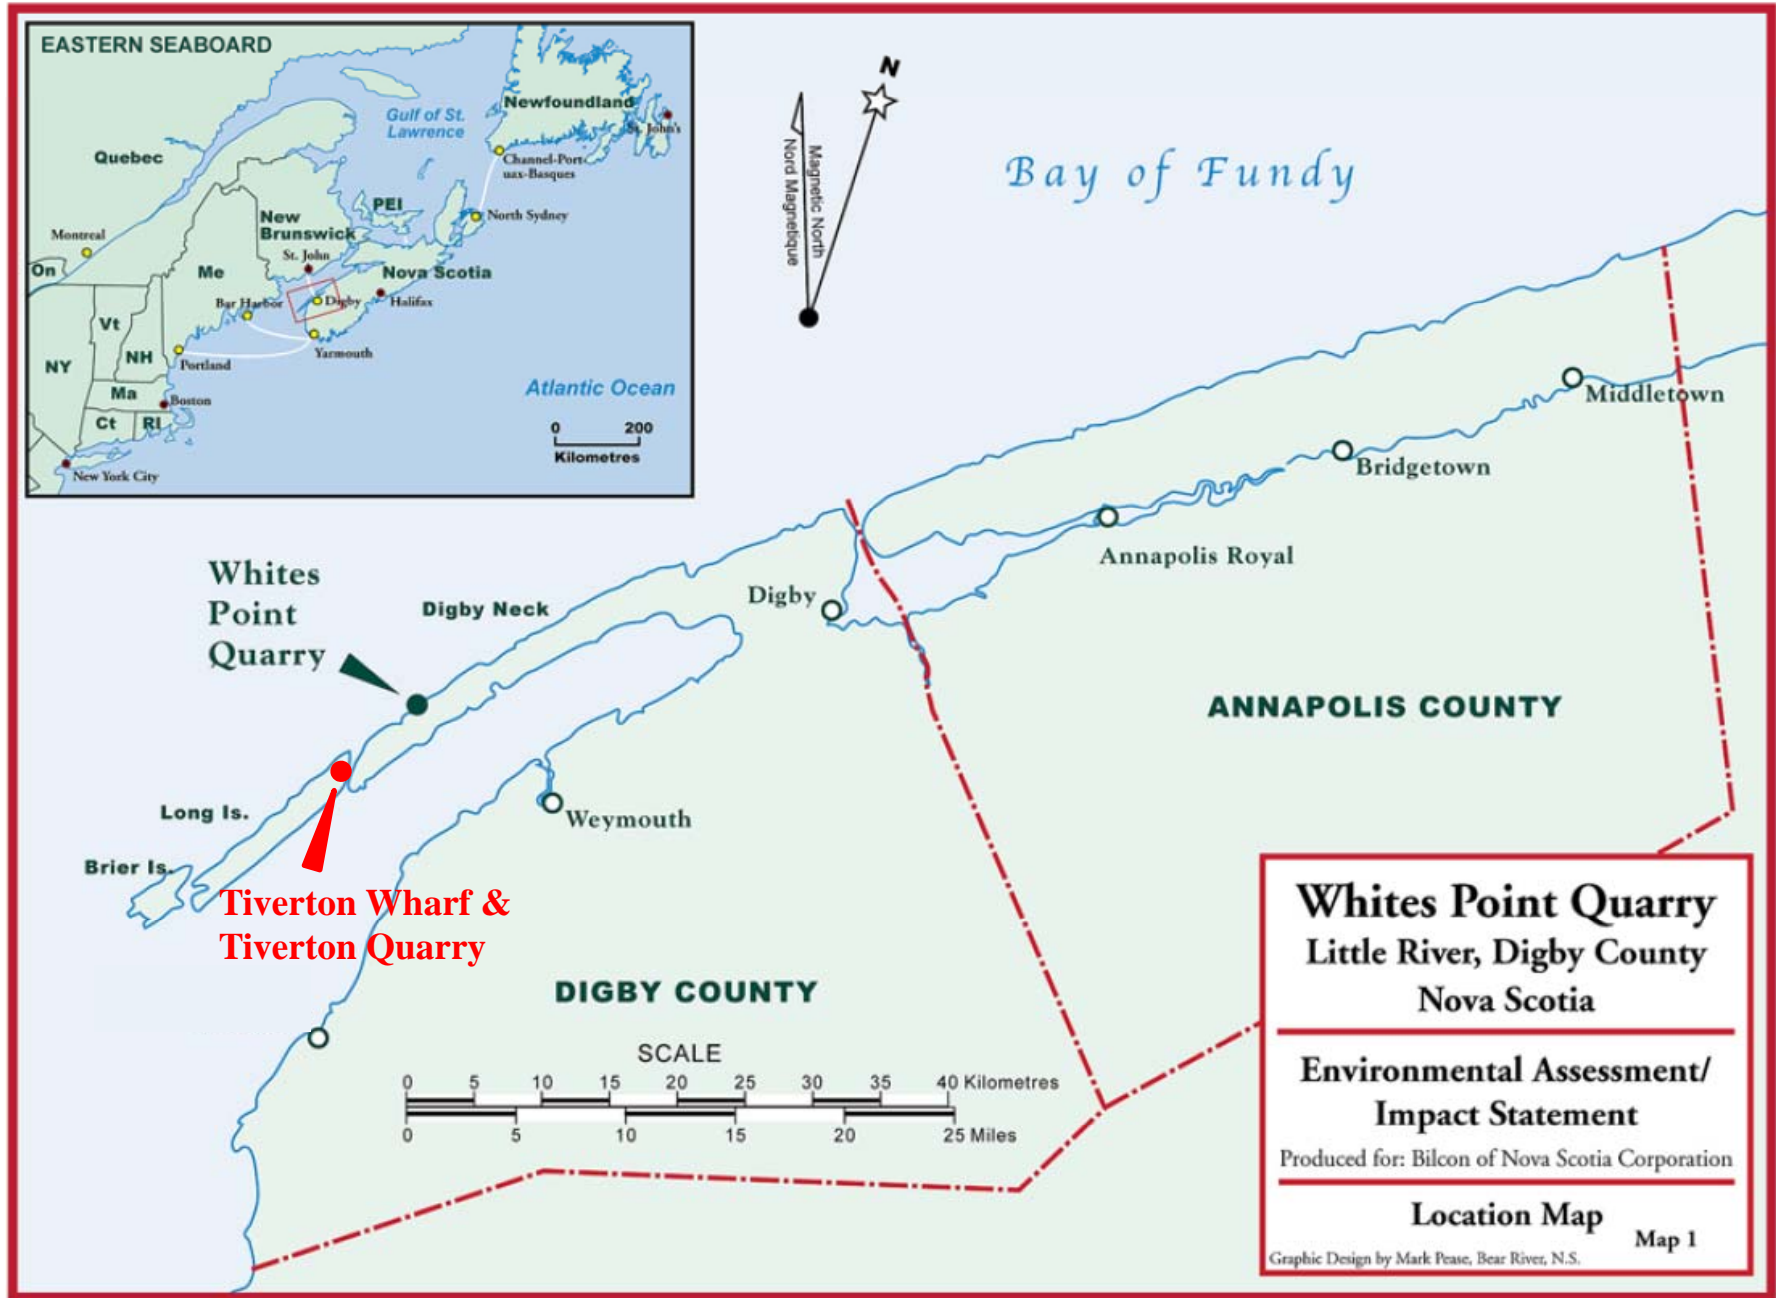 EASTERN SEABOARD
Newfoundland
Gulf of St.
Lawrence
St. John's
Quebec
Channel-Port-
uax-Basques
PEI
North Sydney
New
Brunswick
Montreal
St. John
On
Me
Nova Scotia
Bar Harbor
Digby
Halifax
Vt
NH
Yarmouth
NY
Portland
Ma
Atlantic Ocean
Boston
Ct
RI
0 200
Kilometres
New York City
N
Magnetic North
Nord Magnetique
Bay of Fundy
Middletown
Bridgetown
Annapolis Royal
Whites
Point
Quarry
Digby Neck
Digby
ANNAPOLIS COUNTY
Long Is.
Weymouth
Brier Is.
Tiverton Wharf &
Tiverton Quarry
DIGBY COUNTY
SCALE
0 5 10 15 20 25 30 35 40 Kilometres
0 5 10 15 20 25 Miles
Whites Point Quarry
Little River, Digby County
Nova Scotia
Environmental Assessment/
Impact Statement
Produced for: Bilcon of Nova Scotia Corporation
Location Map
Map 1
Graphic Design by Mark Pease, Bear River, N.S.